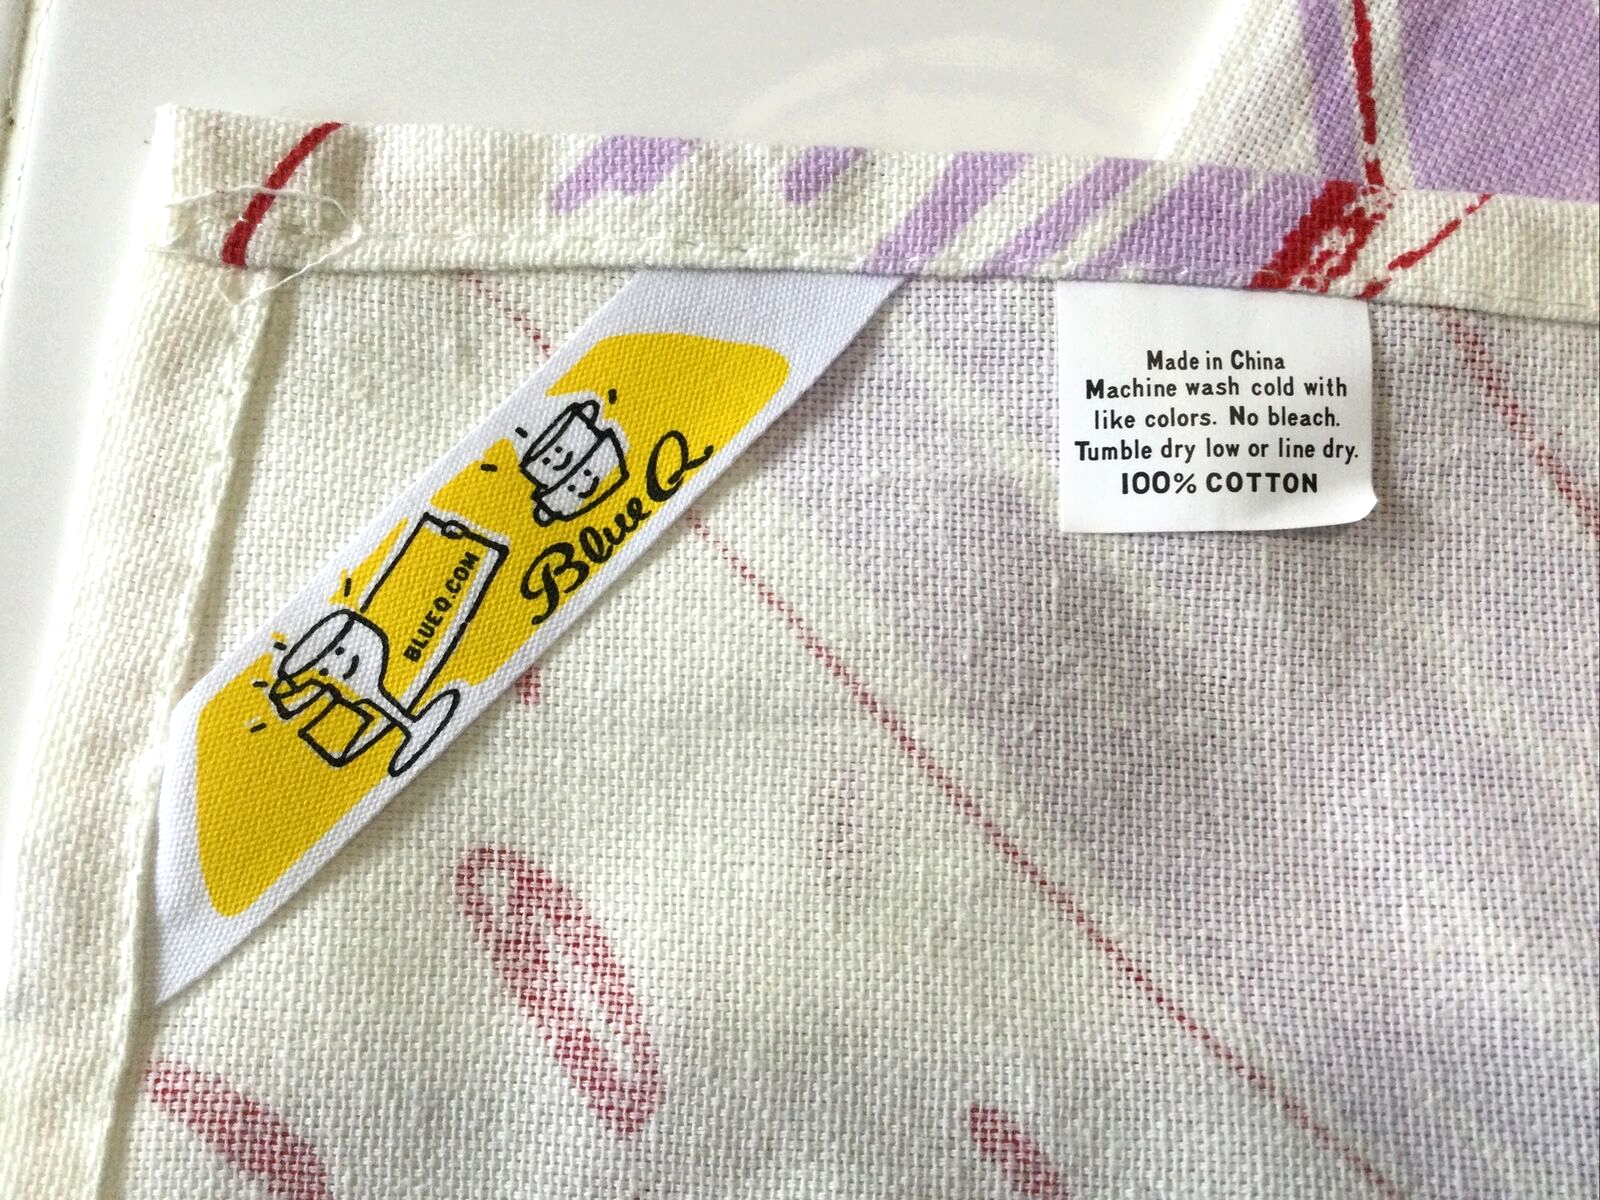 Blue Q
BLUEQ.COM
Made in China
Machine wash cold with
like colors. No bleach.
Tumble dry low or line dry.
100% COTTON